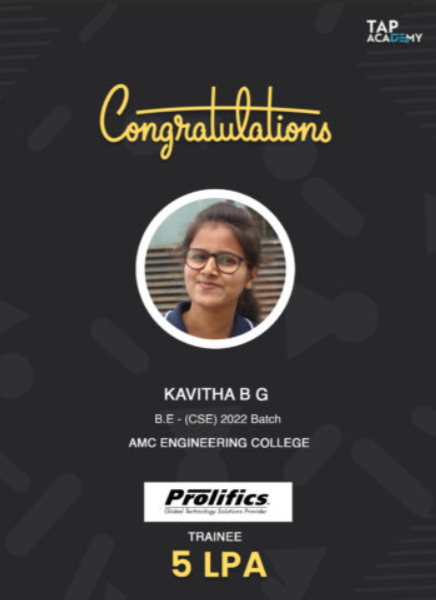 TAP
ACADEMY
Congratulations
KAVITHA B G
B.E - (CSE) 2022 Batch
AMC ENGINEERING COLLEGE
Prolifics
Global Technology Solutions Provider
TRAINEE
5 LPA